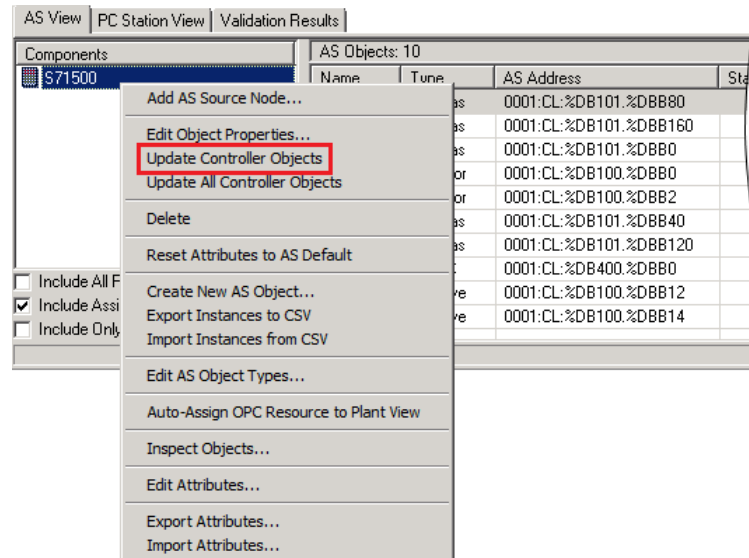 AS View PC Station View Validation Results
Components AS Objects: 10
S71500 Name Type AS Address
Add AS Source Node... 0001:CL:%DB101.%DBB80
Edit Object Properties... 0001:CL:%DB101.%DBB160
Update Controller Objects 0001:CL:%DB101.%DBB0
Update All Controller Objects 0001:CL:%DB100.%DBB0
0001:CL:%DB100.%DBB2
Delete 0001:CL:%DB101.%DBB40
0001:CL:%DB101.%DBB120
Reset Attributes to AS Default
0001:CL:%DB400.%DBB0
Include All
Create New AS Object... 0001:CL:%DB100.%DBB12
Include
Export Instances to CSV 0001:CL:%DB100.%DBB14
Include Only
Import Instances from CSV
Edit AS Object Types...
Auto-Assign OPC Resource to Plant View
Inspect Objects...
Edit Attributes...
Export Attributes...
Import Attributes...